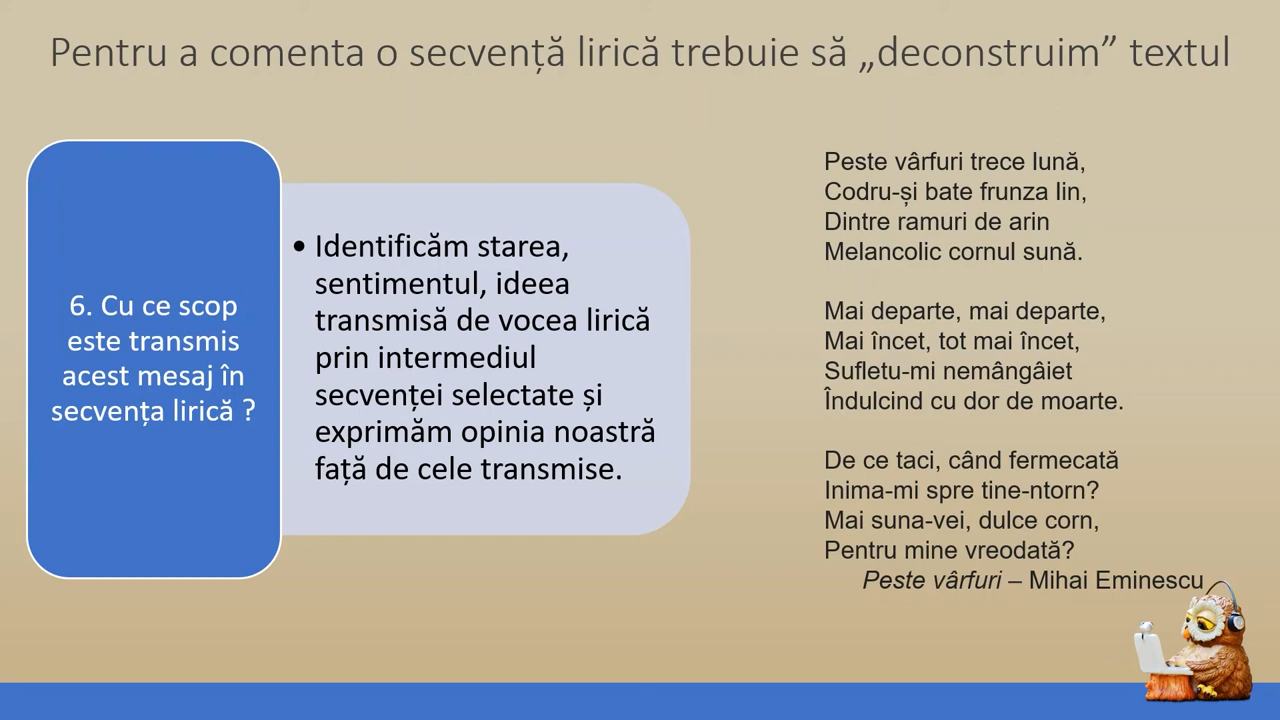 Pentru a comenta o secvență lirică trebuie să „deconstruim” textul
6. Cu ce scop
este transmis
acest mesaj în
secvența lirică ?
• Identificăm starea,
sentimentul, ideea
transmisă de vocea lirică
prin intermediul
secvenței selectate și
exprimăm opinia noastră
față de cele transmise.
Peste vârfuri trece lună,
Codru-și bate frunza lin,
Dintre ramuri de arin
Melancolic cornul sună.
Mai departe, mai departe,
Mai încet, tot mai încet,
Sufletu-mi nemângâiet
Îndulcind cu dor de moarte.
De ce taci, când fermecată
Inima-mi spre tine-ntorn?
Mai suna-vei, dulce corn,
Pentru mine vreodată?
Peste vârfuri – Mihai Eminescu